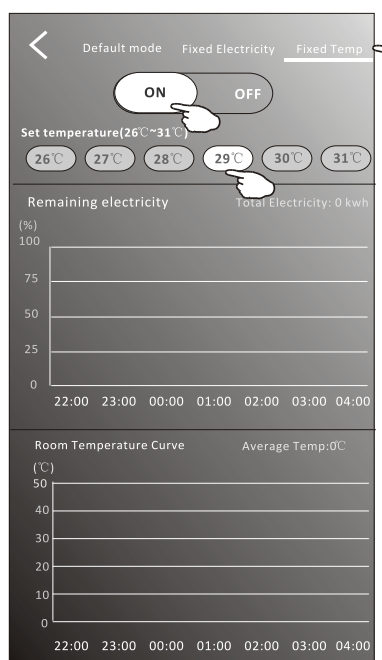 Default mode Fixed Electricity Fixed Temp
ON OFF
Set temperature(26℃~31℃)
26℃ 27℃ 28℃ 29℃ 30℃ 31℃
Remaining electricity Total Electricity: 0 kwh
(%)
100
75
50
25
0
22:00 23:00 00:00 01:00 02:00 03:00 04:00
Room Temperature Curve Average Temp:0℃
(℃)
50
40
30
20
10
0
22:00 23:00 00:00 01:00 02:00 03:00 04:00